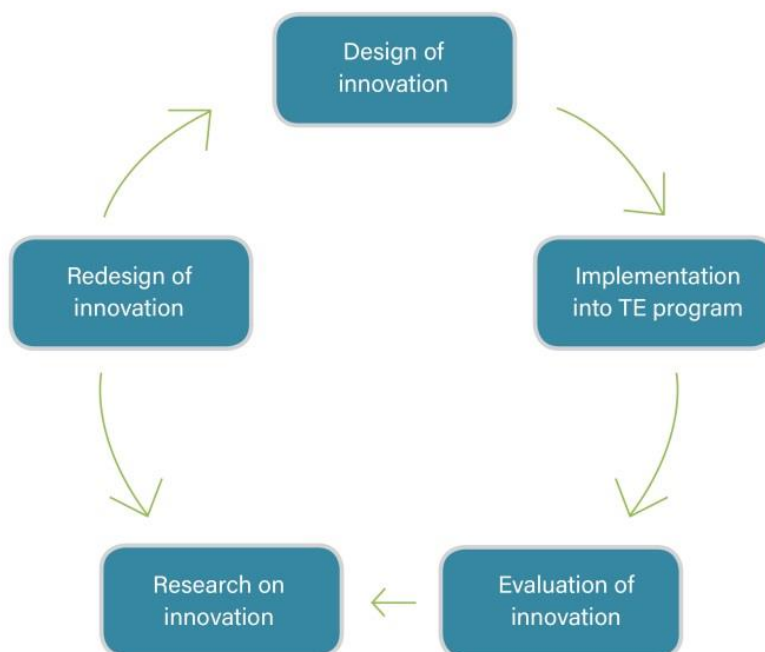 Design of
innovation
Redesign of
innovation
Implementation
into TE program
Research on
innovation
Evaluation of
innovation